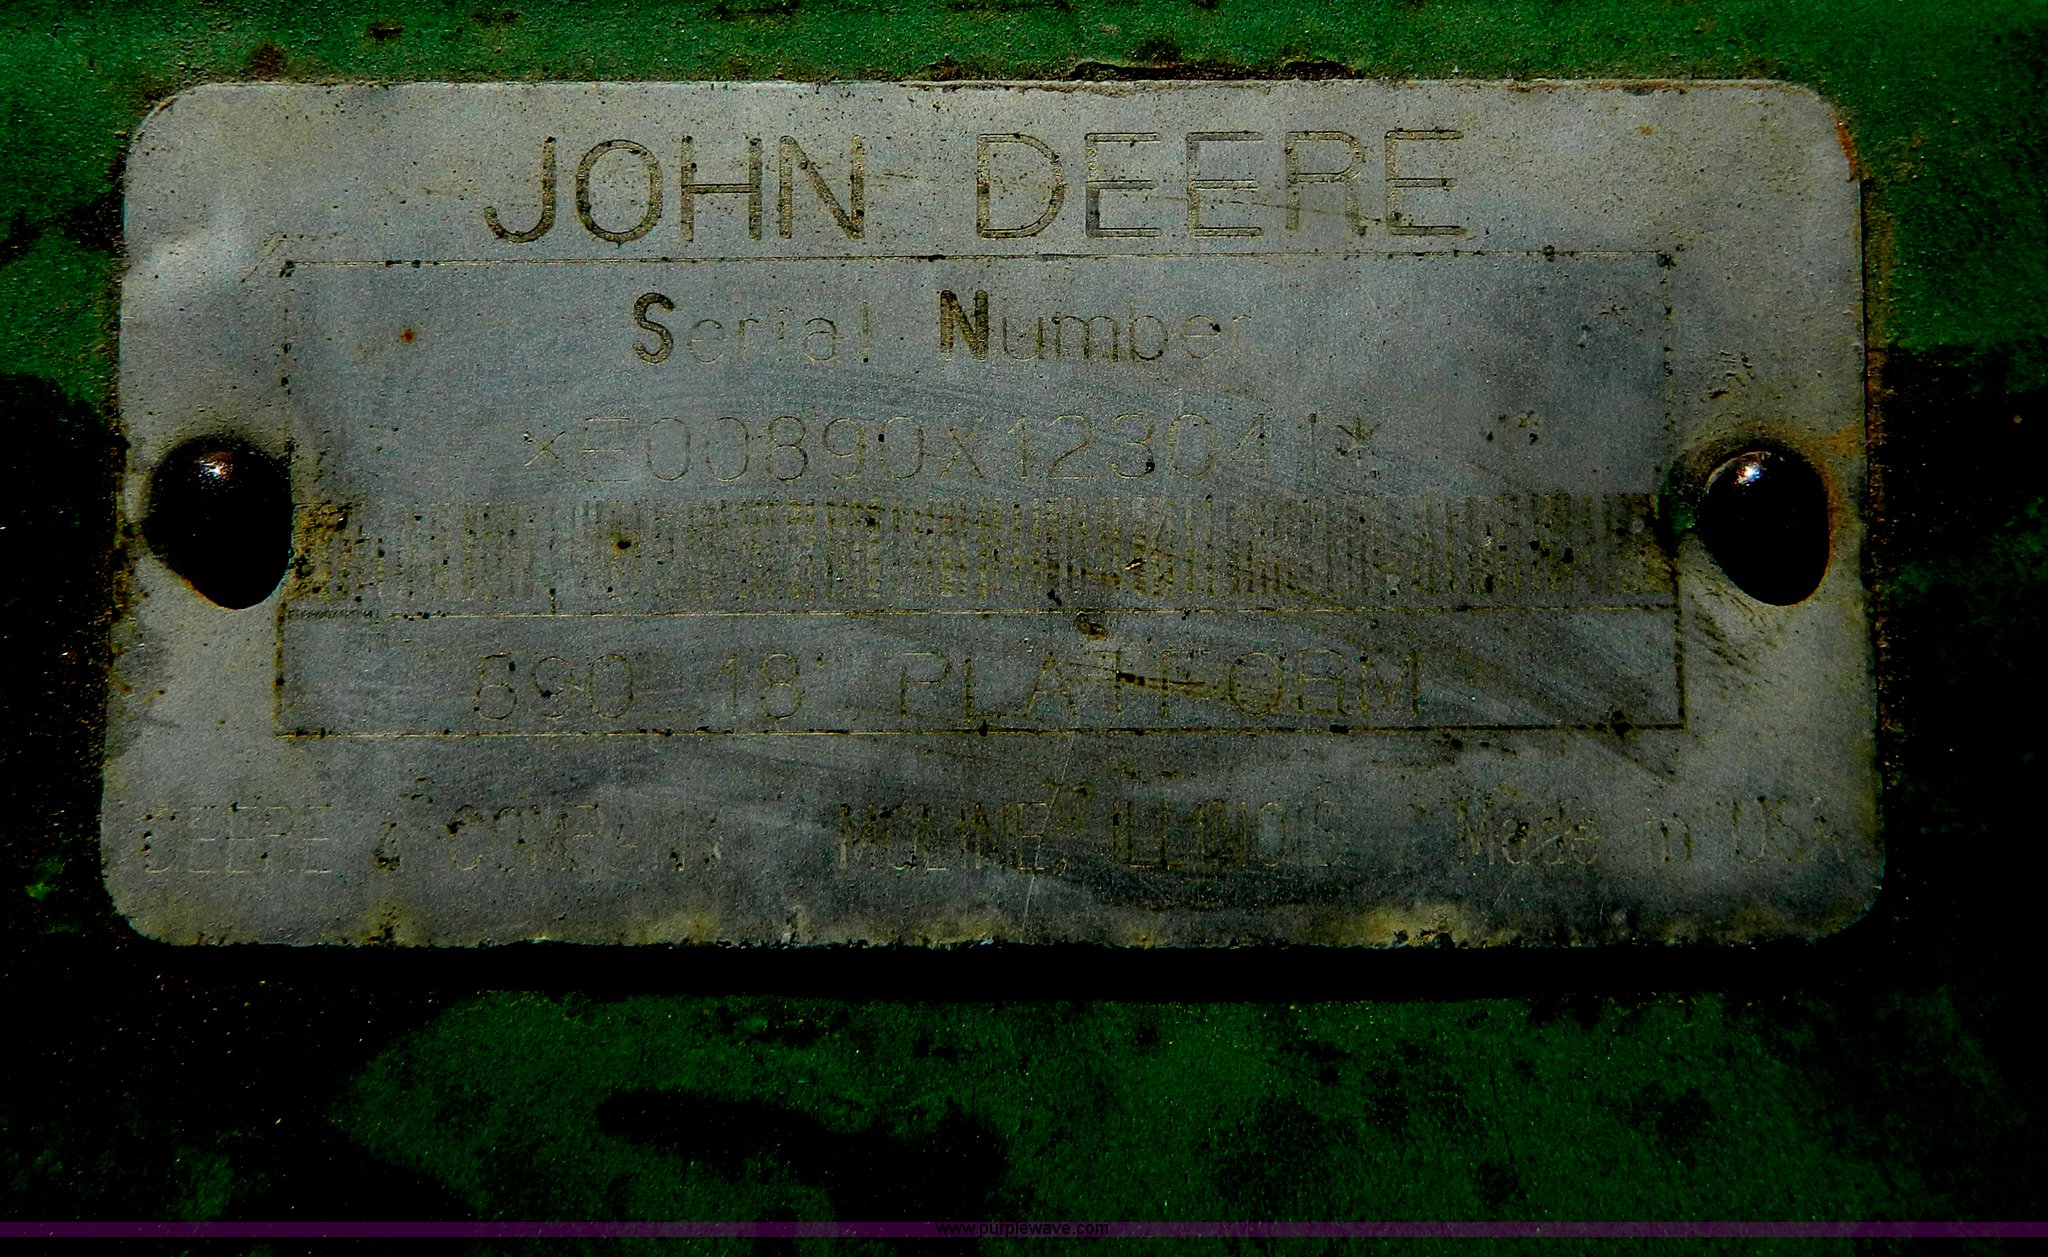 JOHN DEERE
Serial Number
*E00890X123041*
890 18' PLATFORM
DEERE & COMPANY MOLINE, ILLINOIS Made in USA
www.purplewave.com